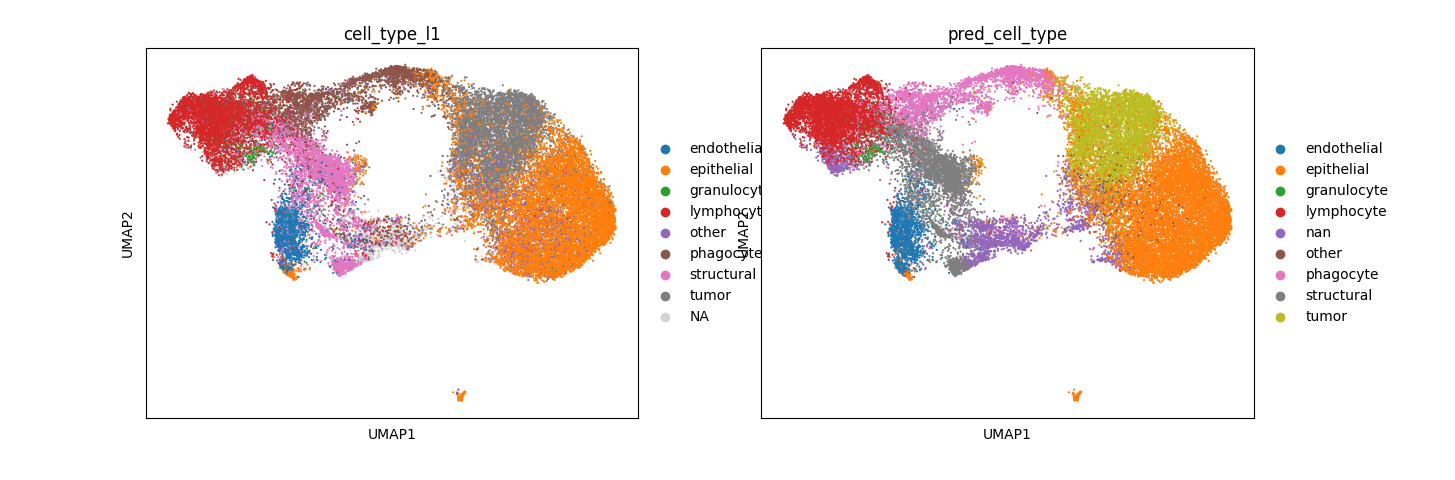 cell_type_l1
pred_cell_type
endothelia
epithelial
granulocyt
lymphocyt
other
phagocyte
structural
tumor
NA
endothelial
epithelial
granulocyte
lymphocyte
nan
other
phagocyte
structural
tumor
UMAP2
UMAP2
UMAP1
UMAP1